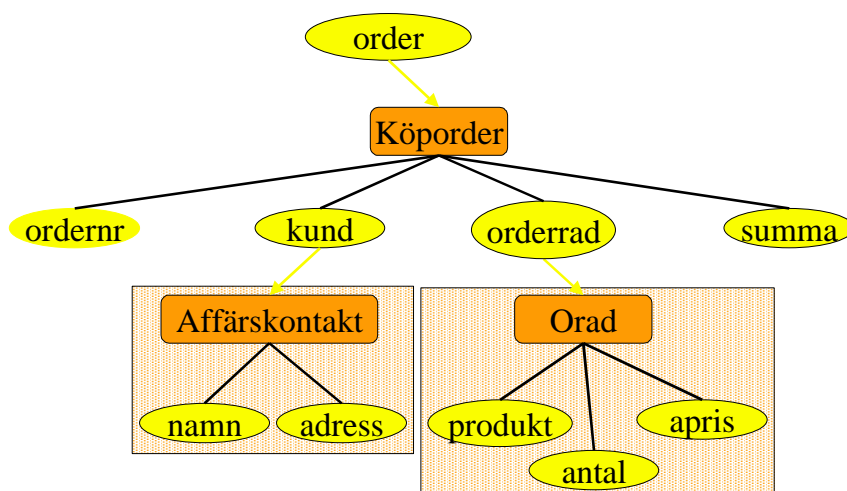 order
Köporder
ordernr
kund
orderrad
summa
Affärskontakt
Orad
namn
adress
produkt
antal
apris